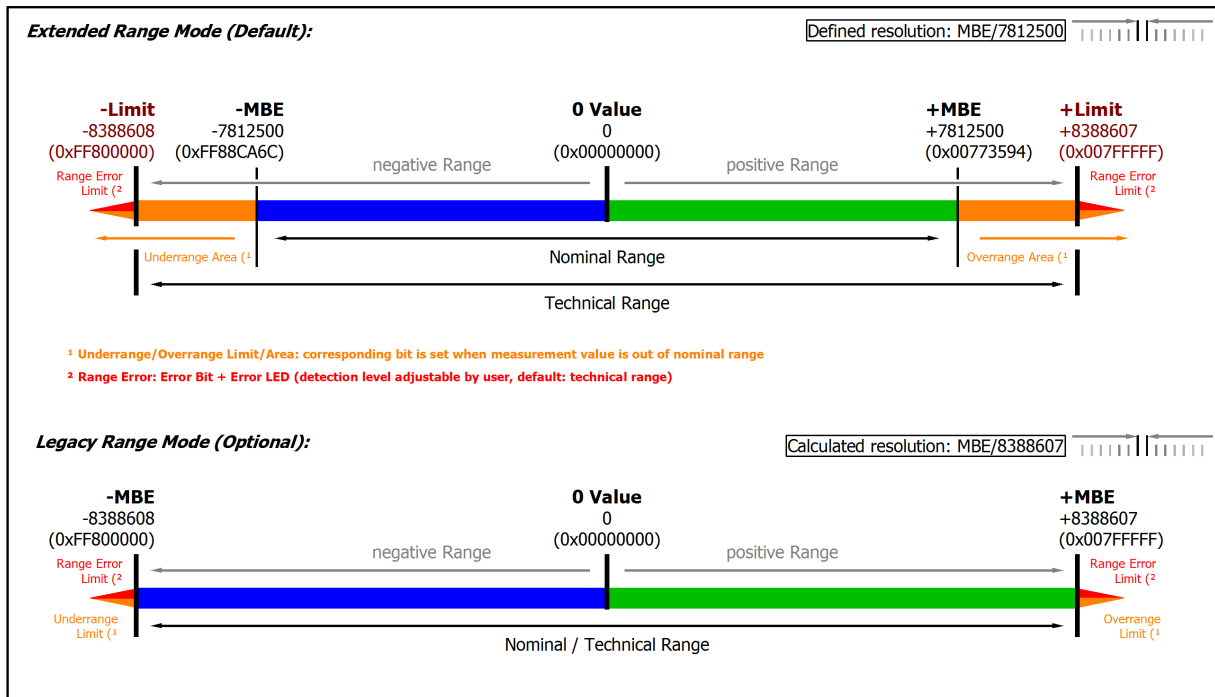 Extended Range Mode (Default):
Defined resolution: MBE/7812500
-Limit
-8388608
(0xFF800000)
-MBE
-7812500
(0xFF88CA6C)
0 Value
0
(0x00000000)
+MBE
+7812500
(0x00773594)
+Limit
+8388607
(0x007FFFFF)
negative Range
positive Range
Range Error
Limit (²
Range Error
Limit (²
Underrange Area (¹
Nominal Range
Overrange Area (¹
Technical Range
¹ Underrange/Overrange Limit/Area: corresponding bit is set when measurement value is out of nominal range
² Range Error: Error Bit + Error LED (detection level adjustable by user, default: technical range)
Legacy Range Mode (Optional):
Calculated resolution: MBE/8388607
-MBE
-8388608
(0xFF800000)
0 Value
0
(0x00000000)
+MBE
+8388607
(0x007FFFFF)
negative Range
positive Range
Range Error
Limit (²
Range Error
Limit (²
Underrange
Limit (¹
Overrange
Limit (¹
Nominal / Technical Range